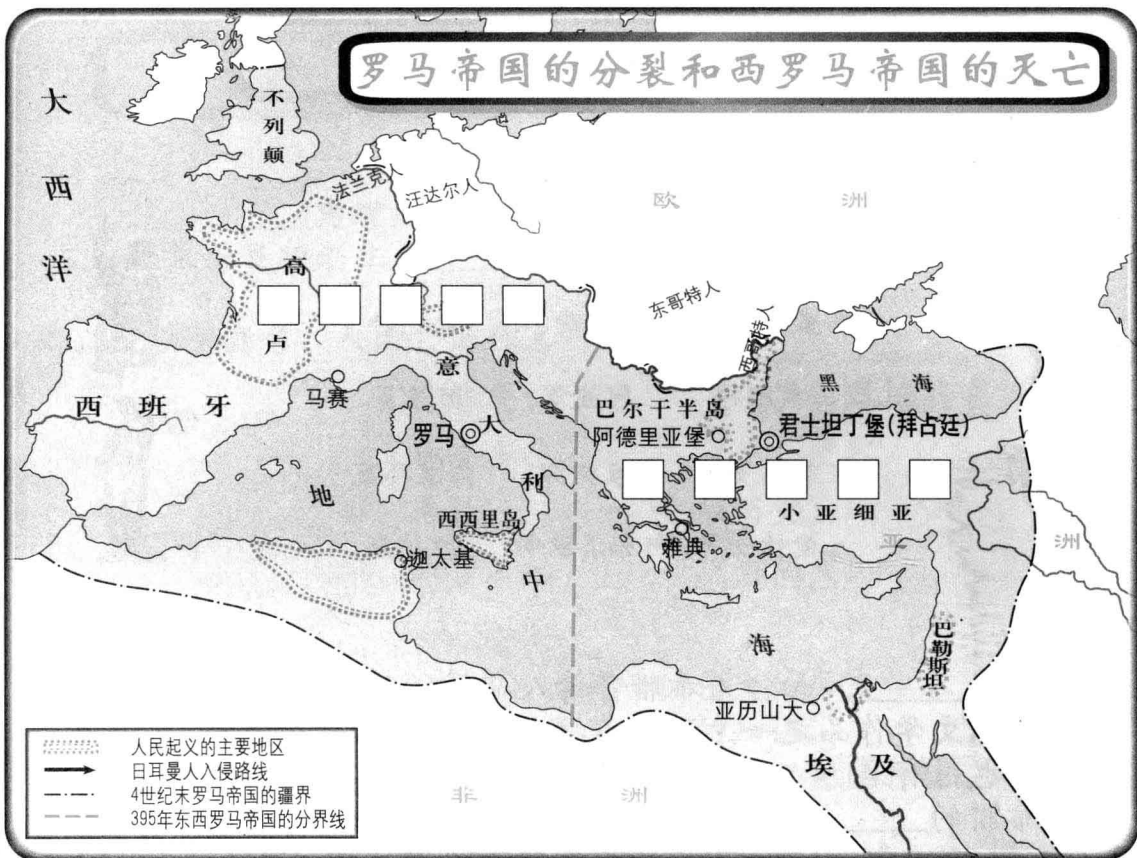 罗马帝国的分裂和西罗马帝国的灭亡
大西洋
不列颠
法兰克人
汪达尔人
欧洲
高卢
东哥特人
西哥特人
黑海
意大利
马赛
西班牙
巴尔干半岛
罗马
阿德里亚堡
君士坦丁堡(拜占廷)
地中海
小亚细亚
西西里岛
雅典
亚洲
迦太基
巴勒斯坦
亚历山大
埃及
非洲
人民起义的主要地区
日耳曼人入侵路线
4世纪末罗马帝国的疆界
395年东西罗马帝国的分界线